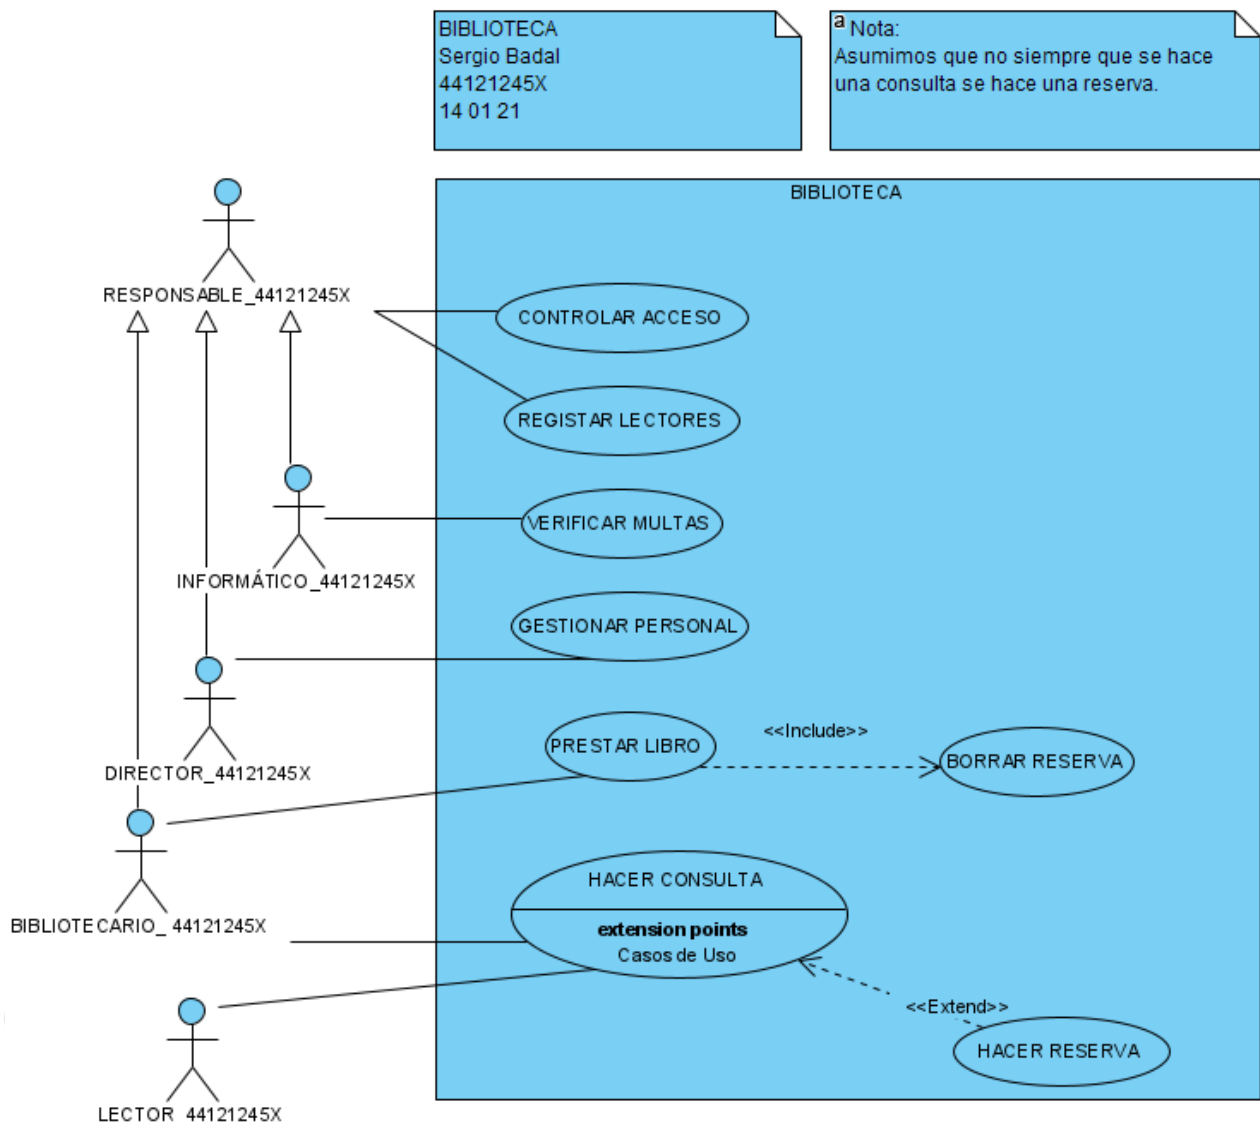 BIBLIOTECA
Sergio Badal
44121245X
14 01 21
a Nota:
Asumimos que no siempre que se hace
una consulta se hace una reserva.
BIBLIOTECA
RESPONSABLE_44121245X
CONTROLAR ACCESO
REGISTAR LECTORES
VERIFICAR MULTAS
INFORMÁTICO_44121245X
GESTIONAR PERSONAL
DIRECTOR_44121245X
PRESTAR LIBRO
<<Include>>
BORRAR RESERVA
BIBLIOTECARIO_ 44121245X
HACER CONSULTA
extension points
Casos de Uso
<<Extend>>
HACER RESERVA
LECTOR_44121245X